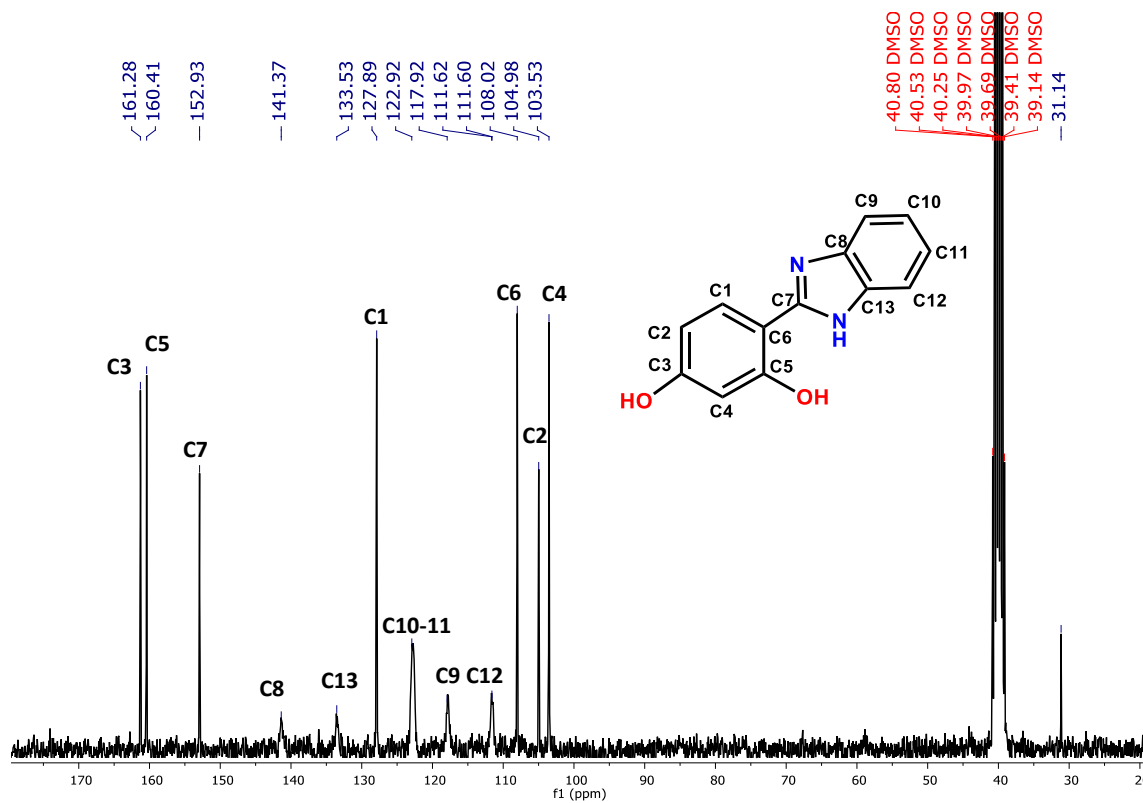 161.28
160.41
152.93
141.37
133.53
127.89
122.92
117.92
111.62
111.60
108.02
104.98
103.53
40.80 DMSO
40.53 DMSO
40.25 DMSO
39.97 DMSO
39.69 DMSO
39.41 DMSO
39.14 DMSO
31.14
C9
C10
C8
N
C11
C1
C7
C12
C13
C2
C6
N
H
C3
C5
HO
C4
OH
C3
C5
C7
C8
C13
C1
C10-11
C9
C12
C6
C2
C4
170 160 150 140 130 120 110 100 90 80 70 60 50 40 30 20
f1 (ppm)